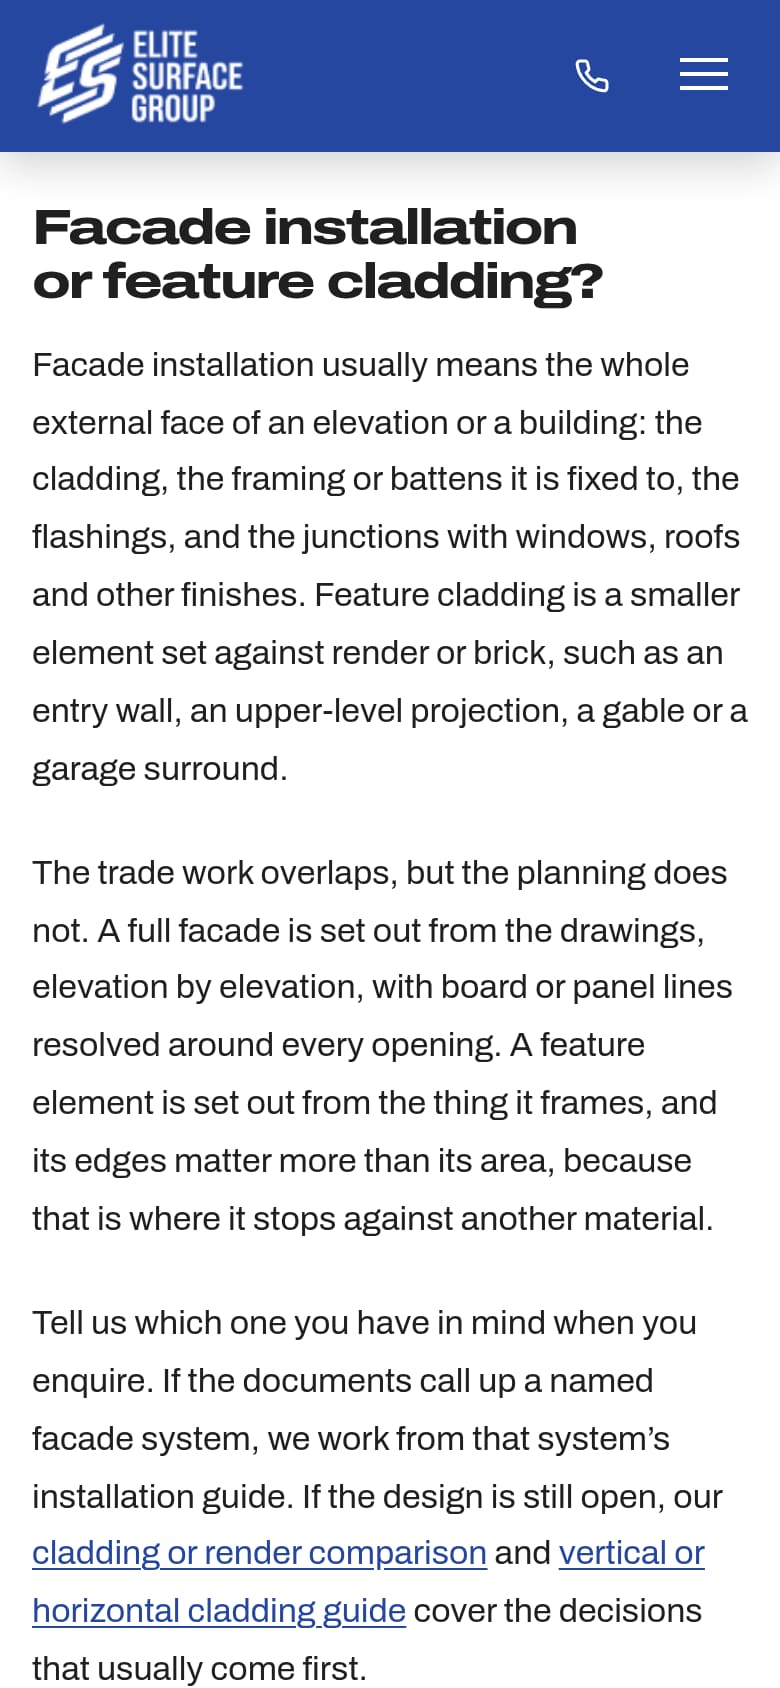 ELITE
SURFACE
GROUP
Facade installation
or feature cladding?
Facade installation usually means the whole
external face of an elevation or a building: the
cladding, the framing or battens it is fixed to, the
flashings, and the junctions with windows, roofs
and other finishes. Feature cladding is a smaller
element set against render or brick, such as an
entry wall, an upper-level projection, a gable or a
garage surround.
The trade work overlaps, but the planning does
not. A full facade is set out from the drawings,
elevation by elevation, with board or panel lines
resolved around every opening. A feature
element is set out from the thing it frames, and
its edges matter more than its area, because
that is where it stops against another material.
Tell us which one you have in mind when you
enquire. If the documents call up a named
facade system, we work from that system’s
installation guide. If the design is still open, our
cladding or render comparison and vertical or
horizontal cladding guide cover the decisions
that usually come first.